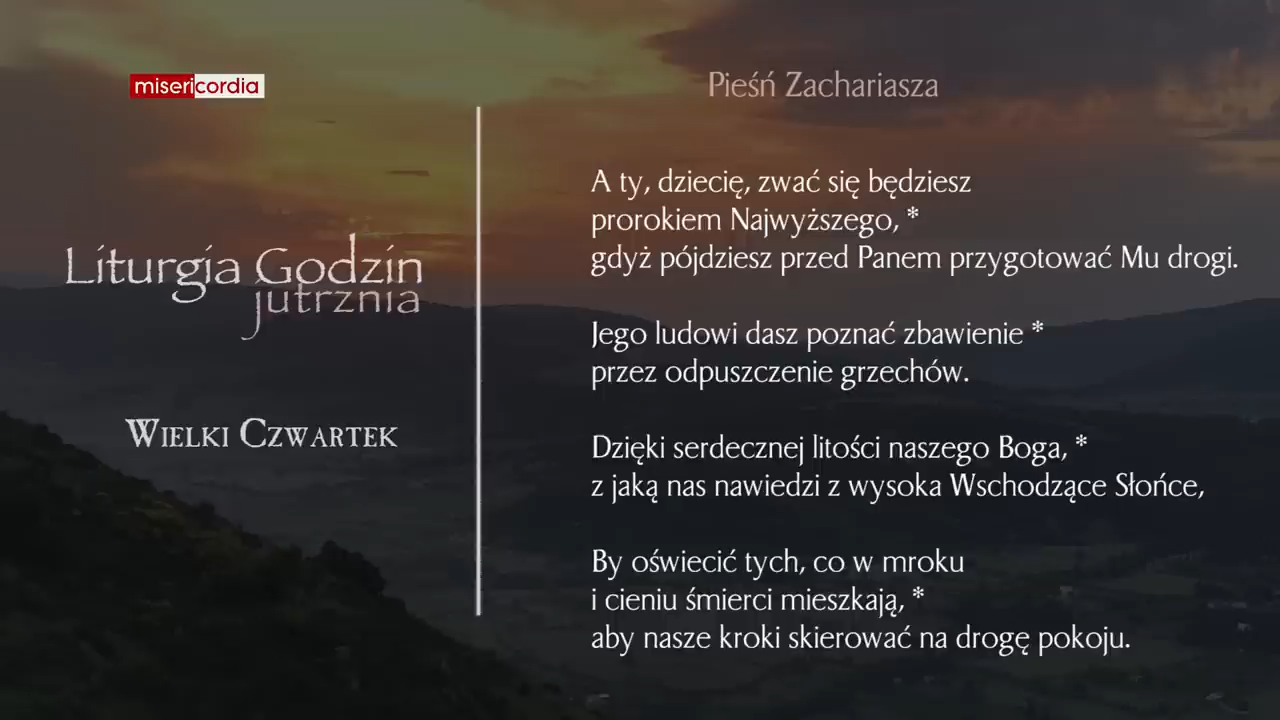 misericordia
Liturgia Godzin
jutrznia
Wielki Czwartek
Pieśń Zachariasza
A ty, dziecię, zwać się będziesz
prorokiem Najwyższego, *
gdyż pójdziesz przed Panem przygotować Mu drogi.
Jego ludowi dasz poznać zbawienie *
przez odpuszczenie grzechów.
Dzięki serdecznej litości naszego Boga, *
z jaką nas nawiedzi z wysoka Wschodzące Słońce,
By oświecić tych, co w mroku
i cieniu śmierci mieszkają, *
aby nasze kroki skierować na drogę pokoju.